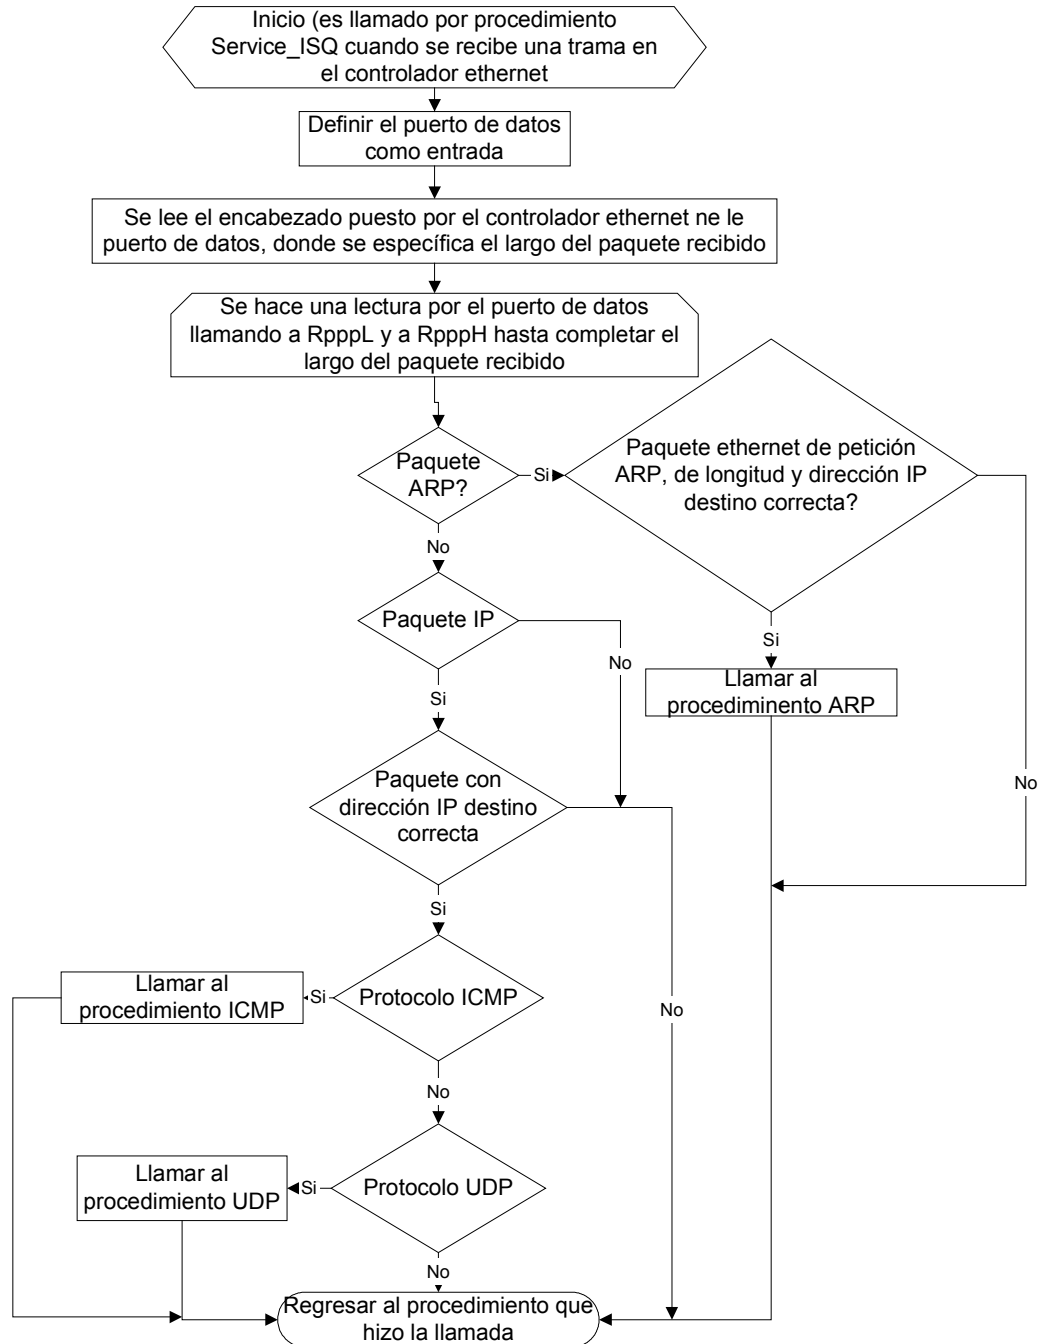 Inicio (es llamado por procedimiento
Service_ISQ cuando se recibe una trama en
el controlador ethernet
Definir el puerto de datos
como entrada
Se lee el encabezado puesto por el controlador ethernet ne le
puerto de datos, donde se específica el largo del paquete recibido
Se hace una lectura por el puerto de datos
llamando a RpppL y a RpppH hasta completar el
largo del paquete recibido
Paquete
ARP?
Si
Paquete ethernet de petición
ARP, de longitud y dirección IP
destino correcta?
No
Paquete IP
Si
No
Si
Llamar al
procediminento ARP
No
Paquete con
dirección IP destino
correcta
Si
No
Protocolo ICMP
Si
Llamar al
procedimiento ICMP
No
Protocolo UDP
Si
Llamar al
procedimiento UDP
No
Regresar al procedimiento que
hizo la llamada